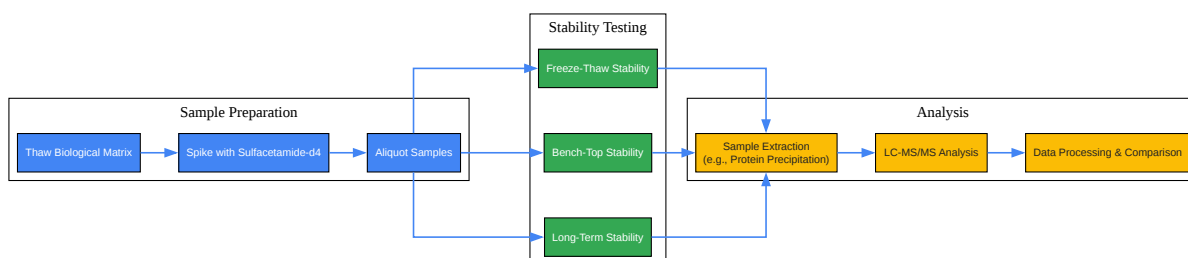 Stability Testing
Freeze-Thaw Stability
Sample Preparation
Analysis
Thaw Biological Matrix
Spike with Sulfacetamide-d4
Aliquot Samples
Bench-Top Stability
Sample Extraction
(e.g., Protein Precipitation)
LC-MS/MS Analysis
Data Processing & Comparison
Long-Term Stability